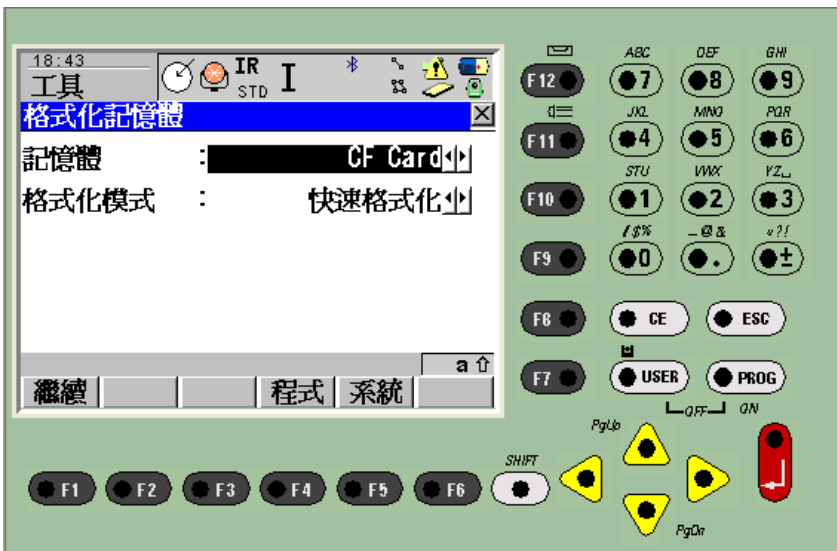 18:43
工具
IR
STD
I
格式化記憶體
記憶體 : CF Card
格式化模式 : 快速格式化
a ⇧
繼續 程式 系統
F12
F11
F10
F9
F8
F7
ABC DEF GHI
7 8 9
JKL MNO PQR
4 5 6
STU VWX YZ␣
1 2 3
/$% _@& *?!
0 . ±
CE ESC
USER PROG
OFF ON
PgUp
SHIFT
F1 F2 F3 F4 F5 F6
PgDn